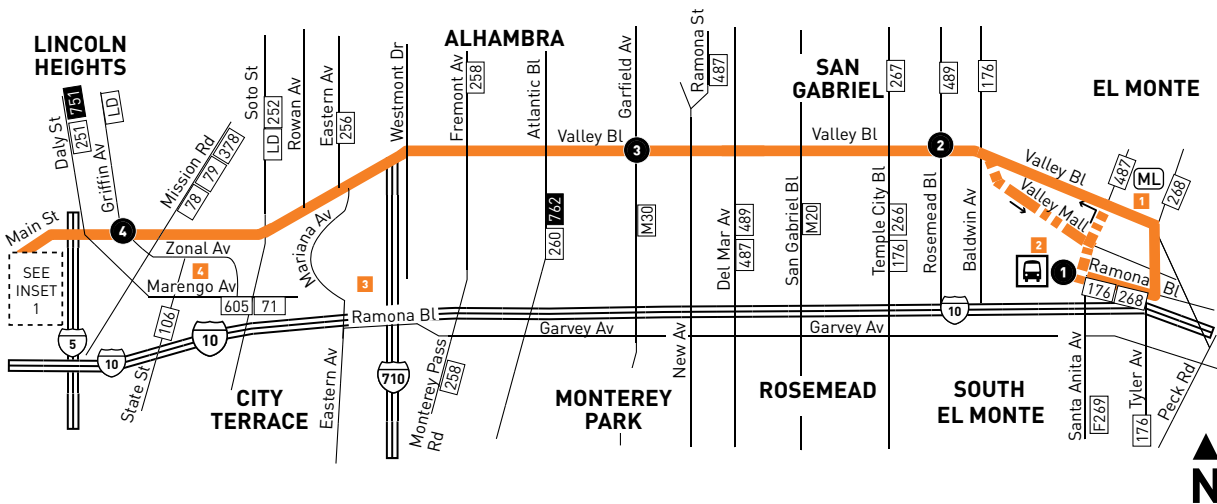 LINCOLN
HEIGHTS
ALHAMBRA
SAN
GABRIEL
EL MONTE
CITY
TERRACE
MONTEREY
PARK
ROSEMEAD
SOUTH
EL MONTE
Daly St
251 751
Griffin Av
LD
Mission Rd
78 79 378
Soto St
LD 252
Rowan Av
Eastern Av
256
Westmont Dr
Fremont Av
258
Atlantic Bl
260 762
Garfield Av
M30
Ramona St
487
Del Mar Av
487 489
San Gabriel Bl
M20
267
Temple City Bl
176 266
489
Rosemead Bl
176
Baldwin Av
Valley Bl
3
Valley Bl
2
Valley Bl
Valley Mall
487
ML
1
268
2
1
Ramona Bl
176 268
Main St
4
Zonal Av
4
Marengo Av
605 71
SEE
INSET
1
Mariana Av
3
Ramona Bl
Garvey Av
Garvey Av
10
5
10
10
710
106
State St
Eastern Av
Monterey Pass
Rd
258
New Av
Santa Anita Av
F269
Tyler Av
176
Peck Rd
N